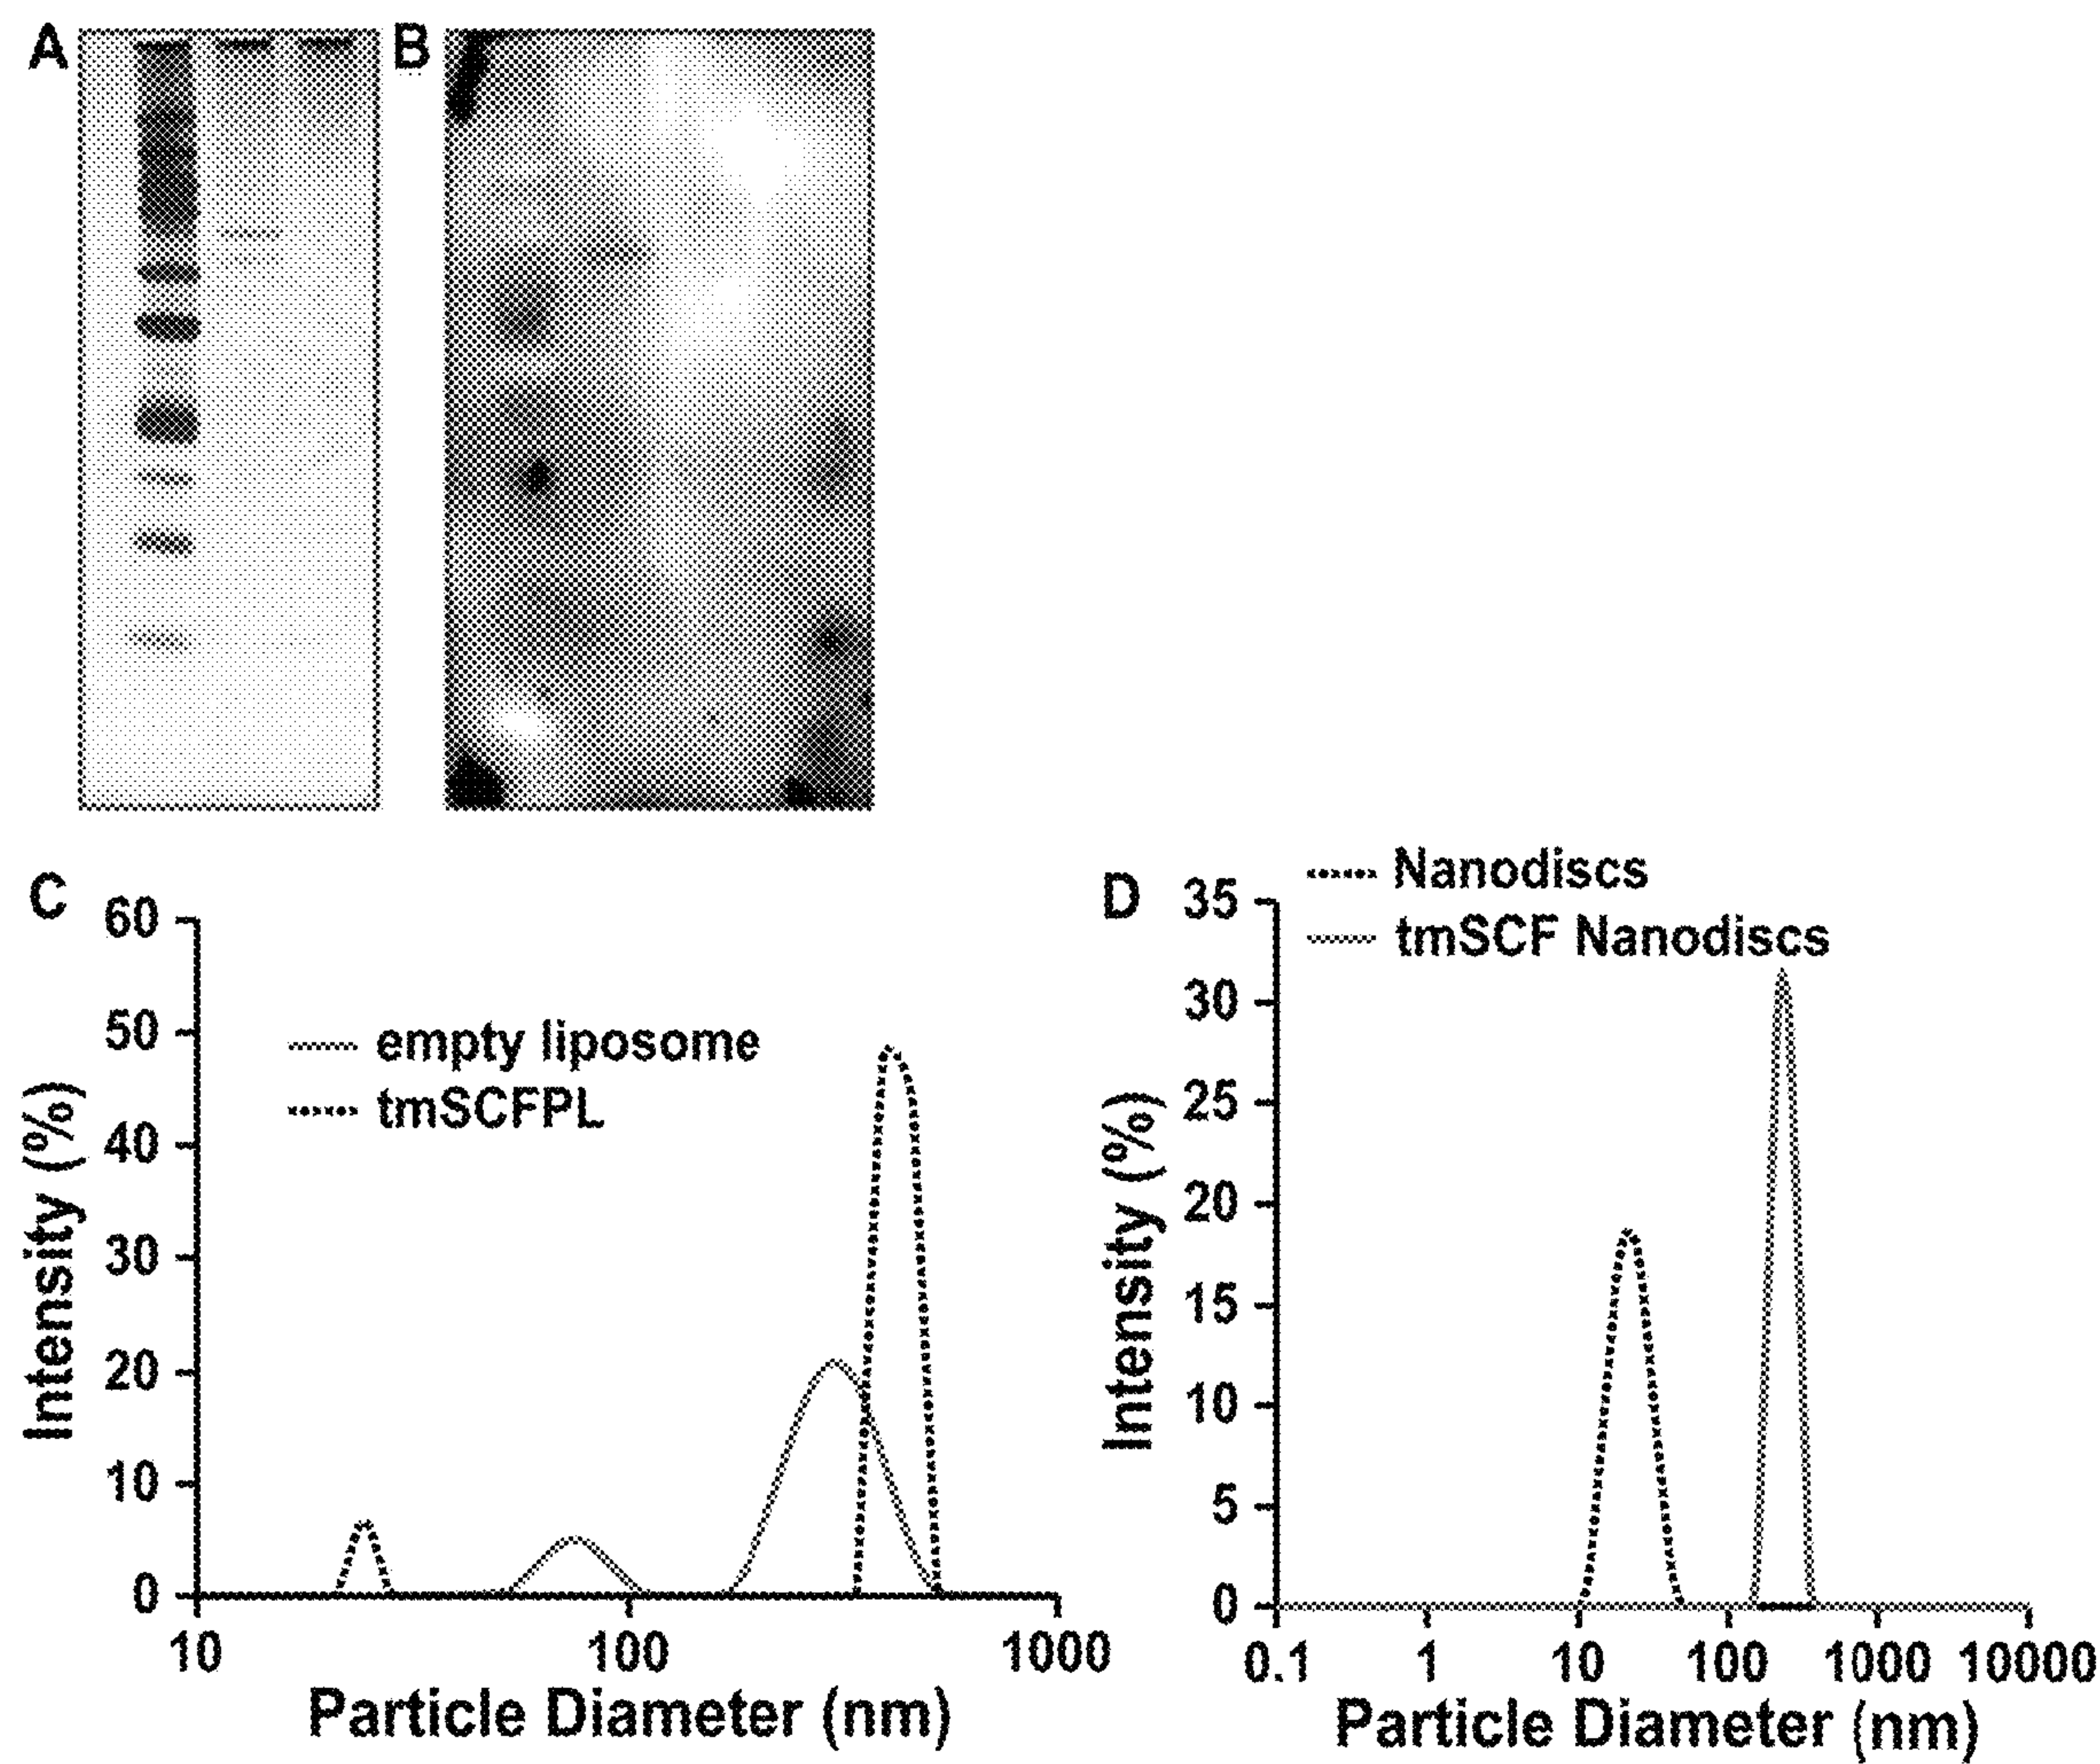 A
B
C
60
50
40
30
20
10
0
Intensity (%)
empty liposome
tmSCFPL
10
100
1000
Particle Diameter (nm)
D
Nanodiscs
tmSCF Nanodiscs
35
30
25
20
15
10
5
0
Intensity (%)
0.1
1
10
100
1000
10000
Particle Diameter (nm)